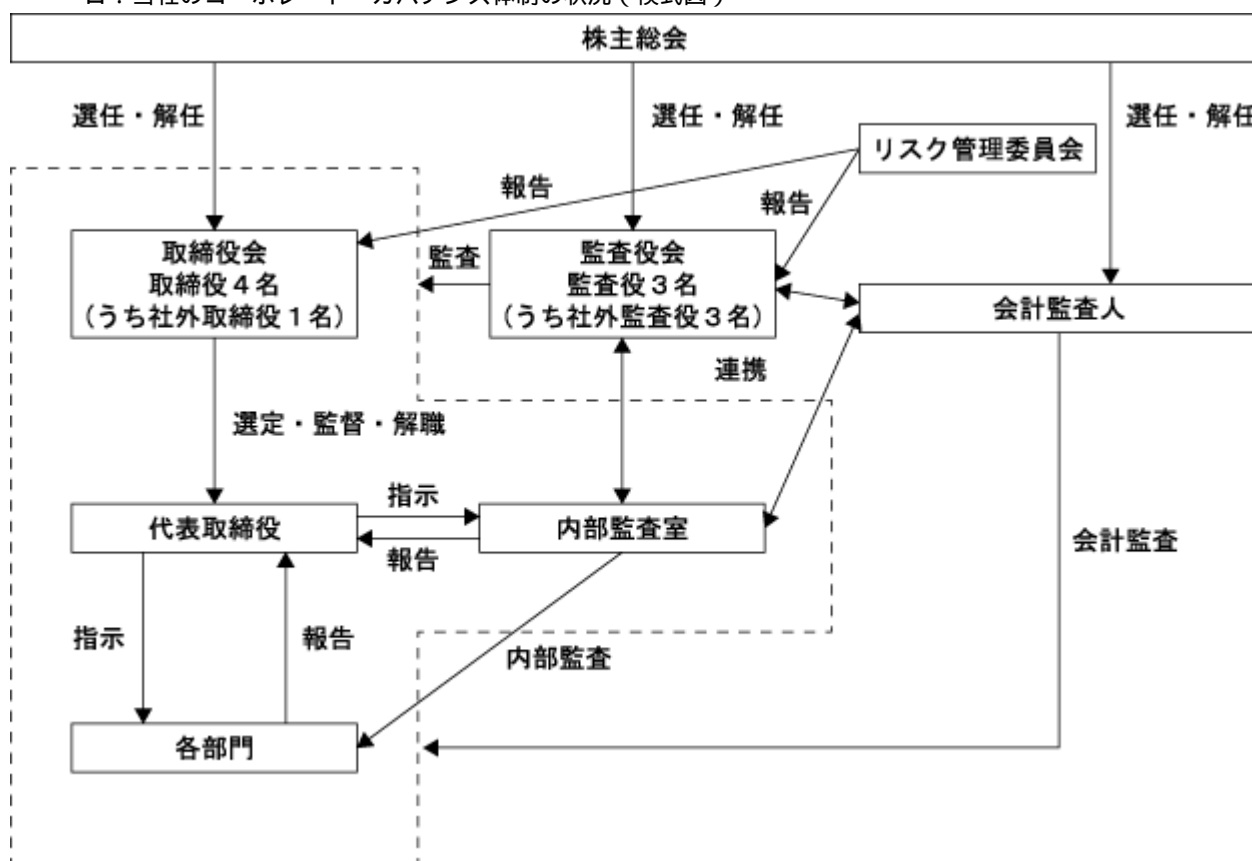 当社のコーポレート・ガバナンス体制の状況(模式図)
株主総会
選任・解任
選任・解任
選任・解任
リスク管理委員会
報告
報告
取締役会
取締役4名
(うち社外取締役1名)
監査
監査役会
監査役3名
(うち社外監査役3名)
会計監査人
連携
選定・監督・解職
代表取締役
指示
報告
内部監査室
会計監査
指示
報告
内部監査
各部門